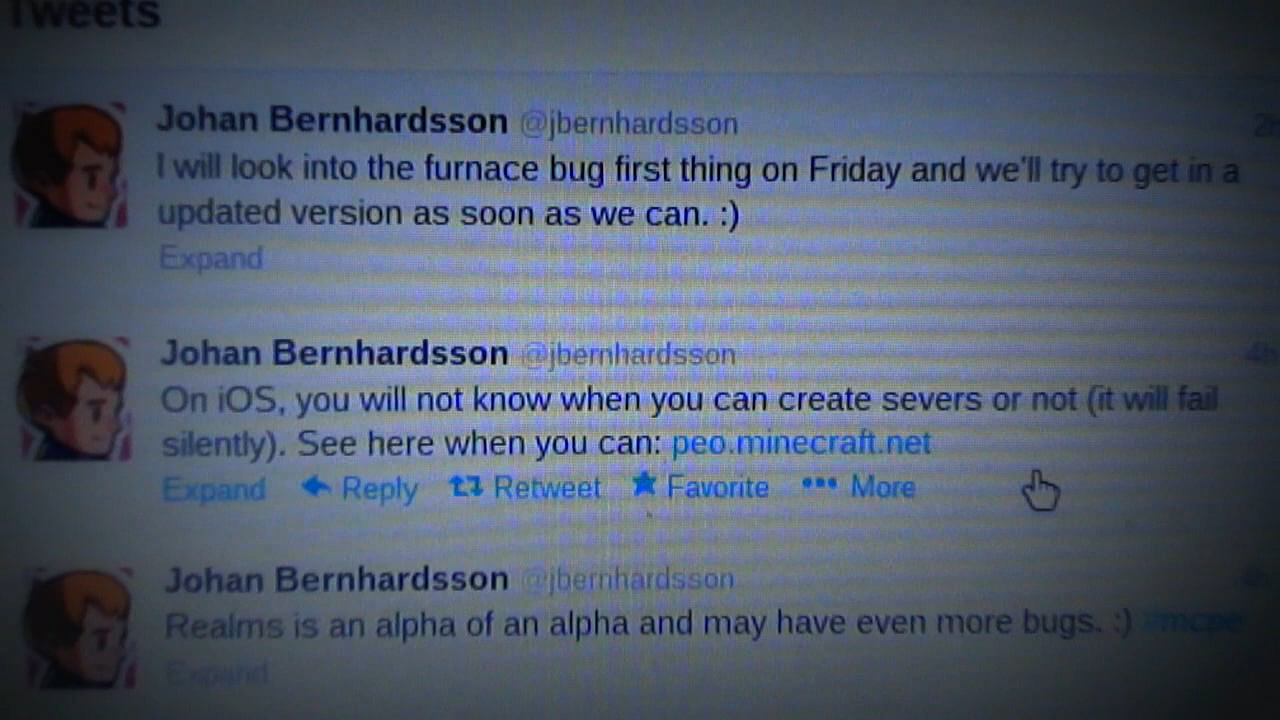 Tweets
Johan Bernhardsson @jbernhardsson
I will look into the furnace bug first thing on Friday and we'll try to get in a
updated version as soon as we can. :)
Expand
Johan Bernhardsson @jbernhardsson 4h
On iOS, you will not know when you can create severs or not (it will fail
silently). See here when you can: peo.minecraft.net
Expand Reply Retweet Favorite More
Johan Bernhardsson @jbernhardsson
Realms is an alpha of an alpha and may have even more bugs. :) #mcpe
Expand